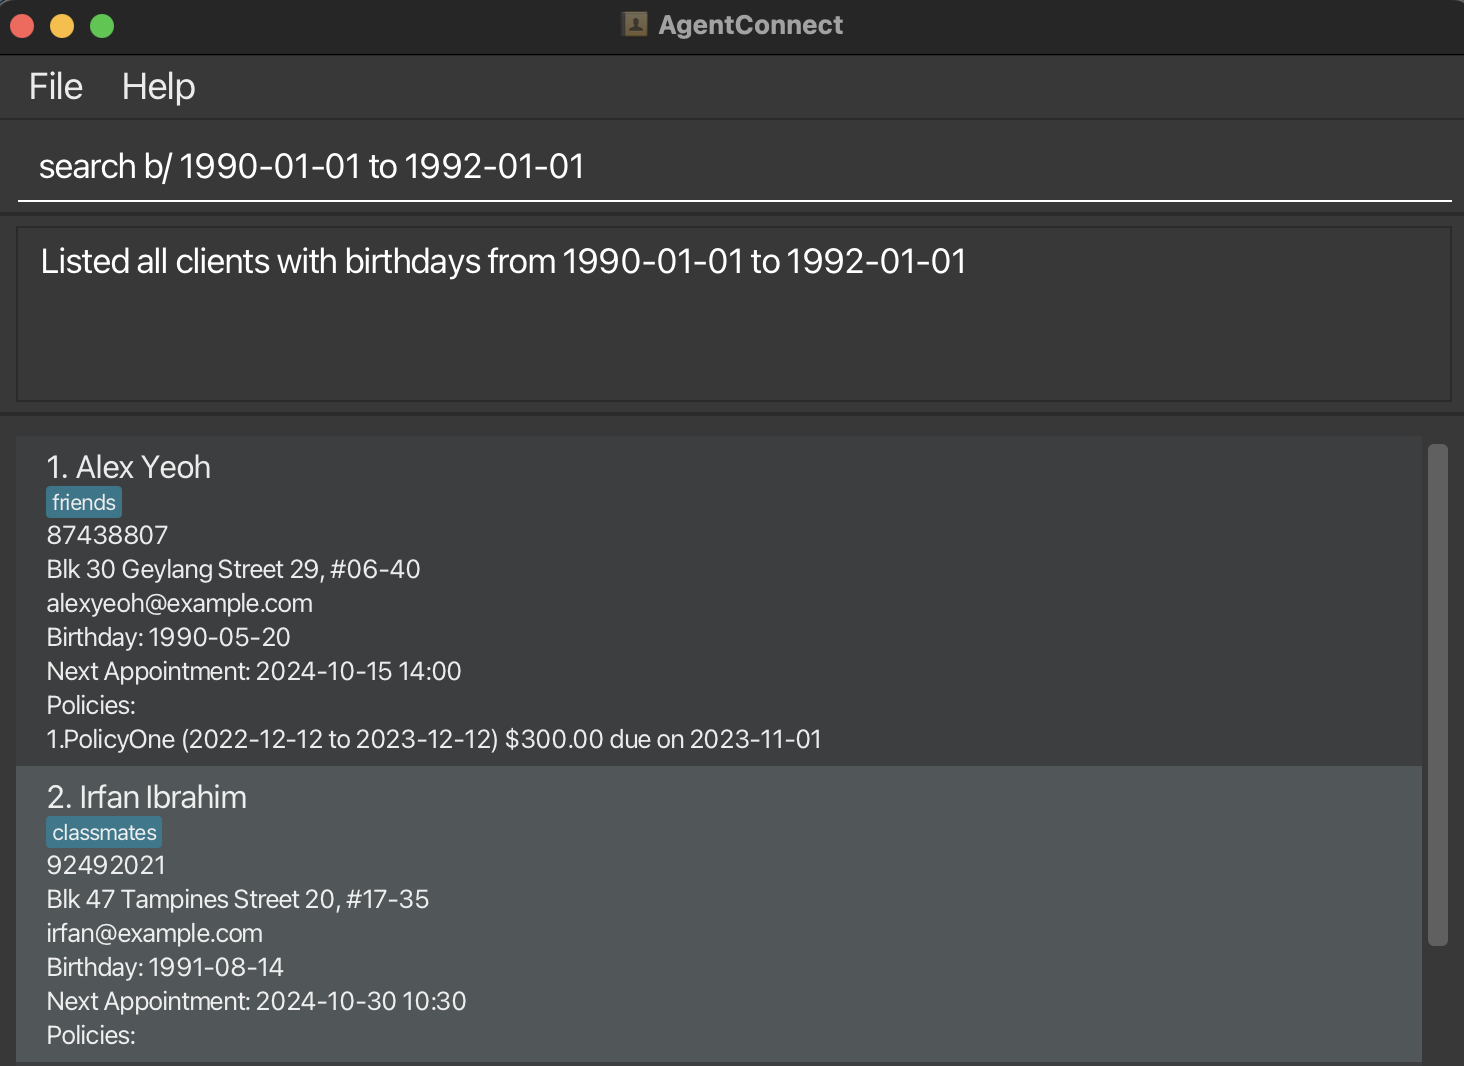 AgentConnect
File Help
search b/ 1990-01-01 to 1992-01-01
Listed all clients with birthdays from 1990-01-01 to 1992-01-01
1. Alex Yeoh
friends
87438807
Blk 30 Geylang Street 29, #06-40
alexyeoh@example.com
Birthday: 1990-05-20
Next Appointment: 2024-10-15 14:00
Policies:
1.PolicyOne (2022-12-12 to 2023-12-12) $300.00 due on 2023-11-01
2. Irfan Ibrahim
classmates
92492021
Blk 47 Tampines Street 20, #17-35
irfan@example.com
Birthday: 1991-08-14
Next Appointment: 2024-10-30 10:30
Policies: